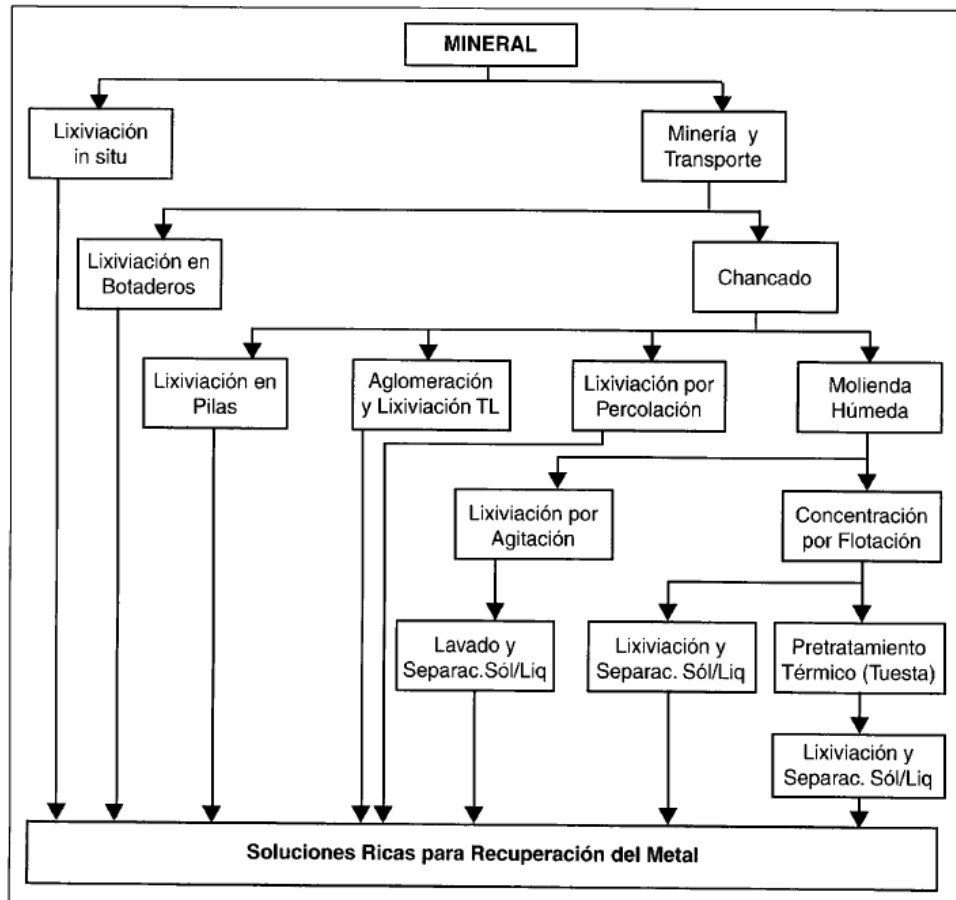 MINERAL
Lixiviación
in situ
Minería y
Transporte
Lixiviación en
Botaderos
Chancado
Lixiviación en
Pilas
Aglomeración
y Lixiviación TL
Lixiviación por
Percolación
Molienda
Húmeda
Lixiviación por
Agitación
Concentración
por Flotación
Lavado y
Separac.Sól/Liq
Lixiviación y
Separac. Sól/Liq
Pretratamiento
Térmico (Tuesta)
Lixiviación y
Separac. Sól/Liq
Soluciones Ricas para Recuperación del Metal